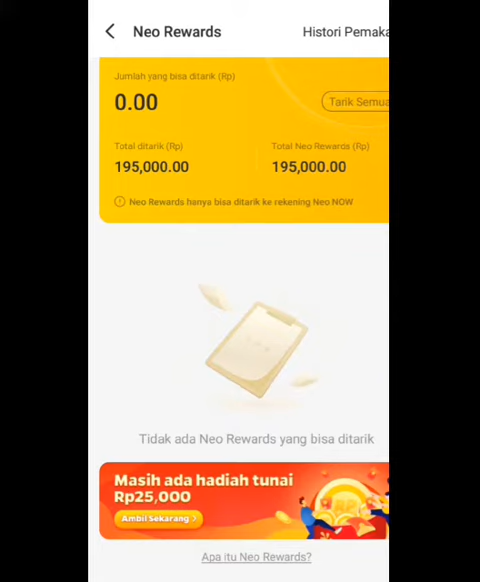 Neo Rewards
Histori Pemaka
Jumlah yang bisa ditarik (Rp)
0.00
Tarik Semua
Total ditarik (Rp)
Total Neo Rewards (Rp)
195,000.00
195,000.00
Neo Rewards hanya bisa ditarik ke rekening Neo NOW
Tidak ada Neo Rewards yang bisa ditarik
Masih ada hadiah tunai
Rp25,000
Ambil Sekarang >
Apa itu Neo Rewards?